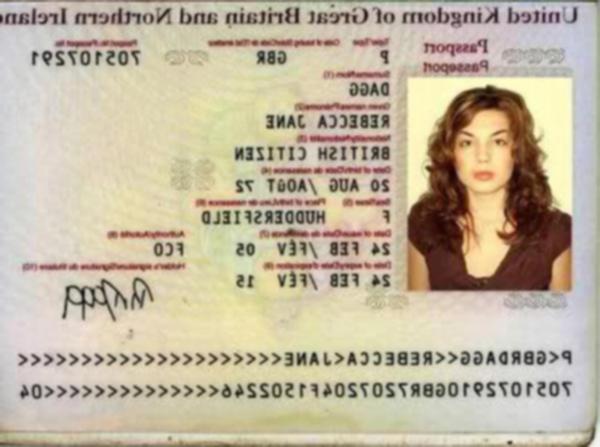 United Kingdom of Great Britain and Northern Ireland
Passport
Passeport
Type/Type Code of issuing State/Code de l'Etat émetteur Passport No./Passeport No.
P GBR 705107291
Surname/Nom (1)
DAGG
Given names/Prénoms (2)
REBECCA JANE
Nationality/Nationalité (3)
BRITISH CITIZEN
Date of birth/Date de naissance (4)
20 AUG /AOÛT 72
Sex/Sexe (5) Place of birth/Lieu de naissance (6)
F HUDDERSFIELD
Date of issue/Date de délivrance (7) Authority/Autorité (8)
24 FEB /FÉV 05 FCO
Date of expiry/Date d'expiration (9) Holder's signature/Signature du titulaire (10)
24 FEB /FÉV 15
P<GBRDAGG<<REBECCA<JANE<<<<<<<<<<<<<<<<<<<<<
7051072910GBR7207204F1502246<<<<<<<<<<<<<<04